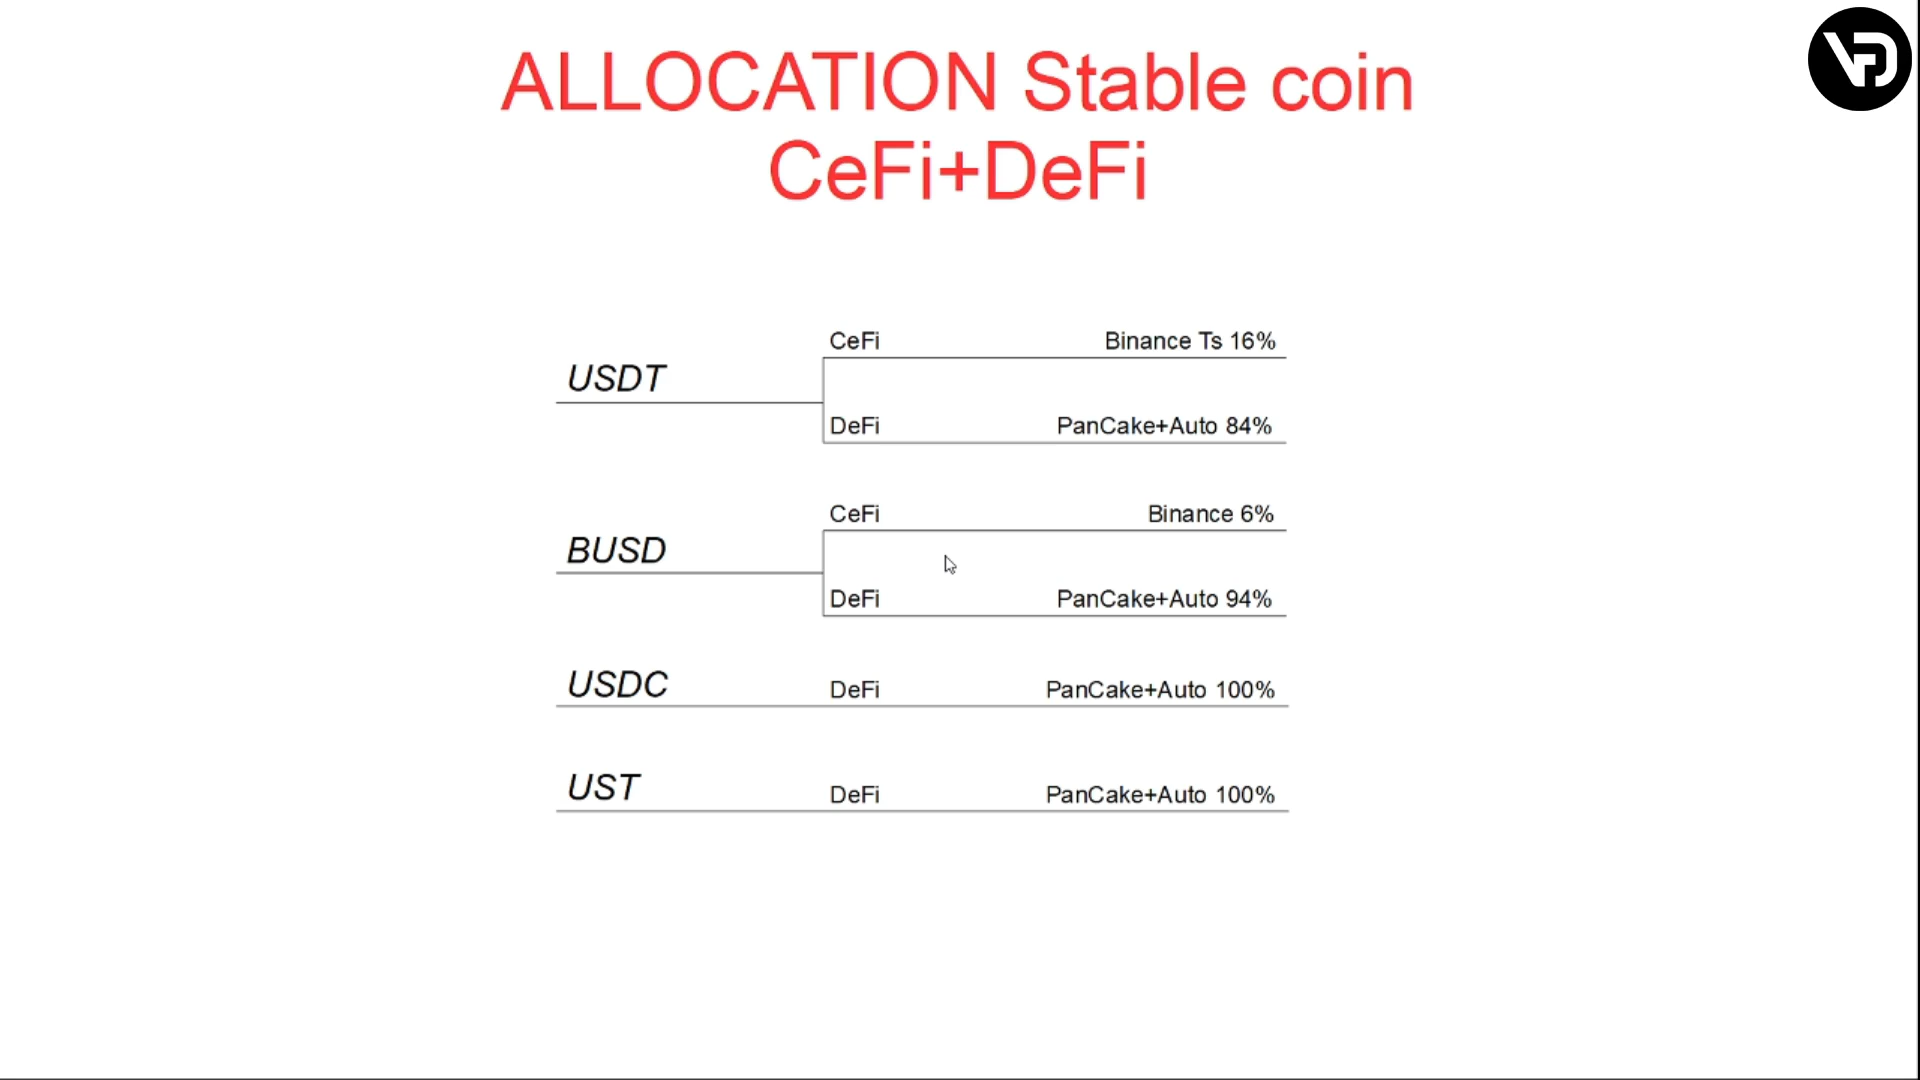 ALLOCATION Stable coin
CeFi+DeFi
USDT
CeFi Binance Ts 16%
DeFi PanCake+Auto 84%
BUSD
CeFi Binance 6%
DeFi PanCake+Auto 94%
USDC DeFi PanCake+Auto 100%
UST DeFi PanCake+Auto 100%